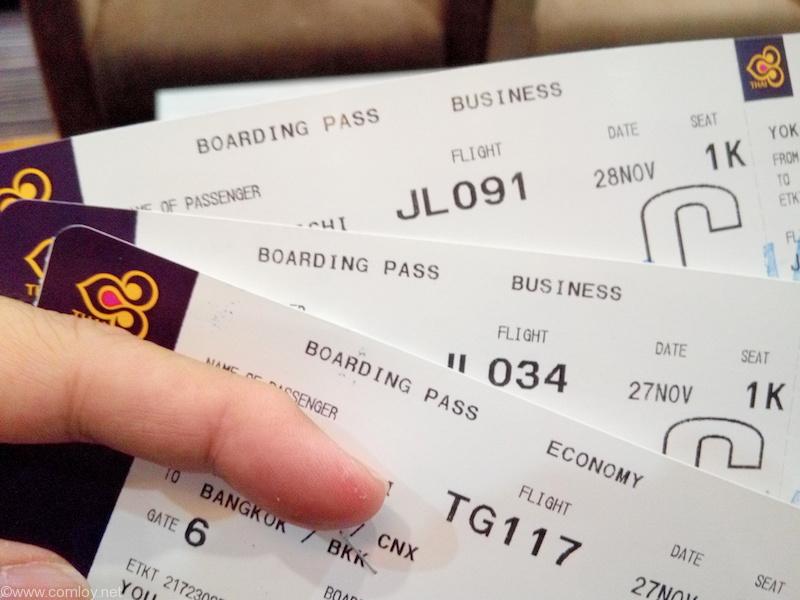 BOARDING PASS BUSINESS
THAI
FLIGHT DATE SEAT
JL091 28NOV 1K
OF PASSENGER
YOK
FROM
TO
ETK
BOARDING PASS BUSINESS
FLIGHT DATE SEAT
034 27NOV 1K
BOARDING PASS ECONOMY
NAME OF PASSENGER
FLIGHT DATE SEAT
TG117 27NOV
TO BANGKOK / CNX
BKK
GATE 6
ETKT
©www.comloy.net